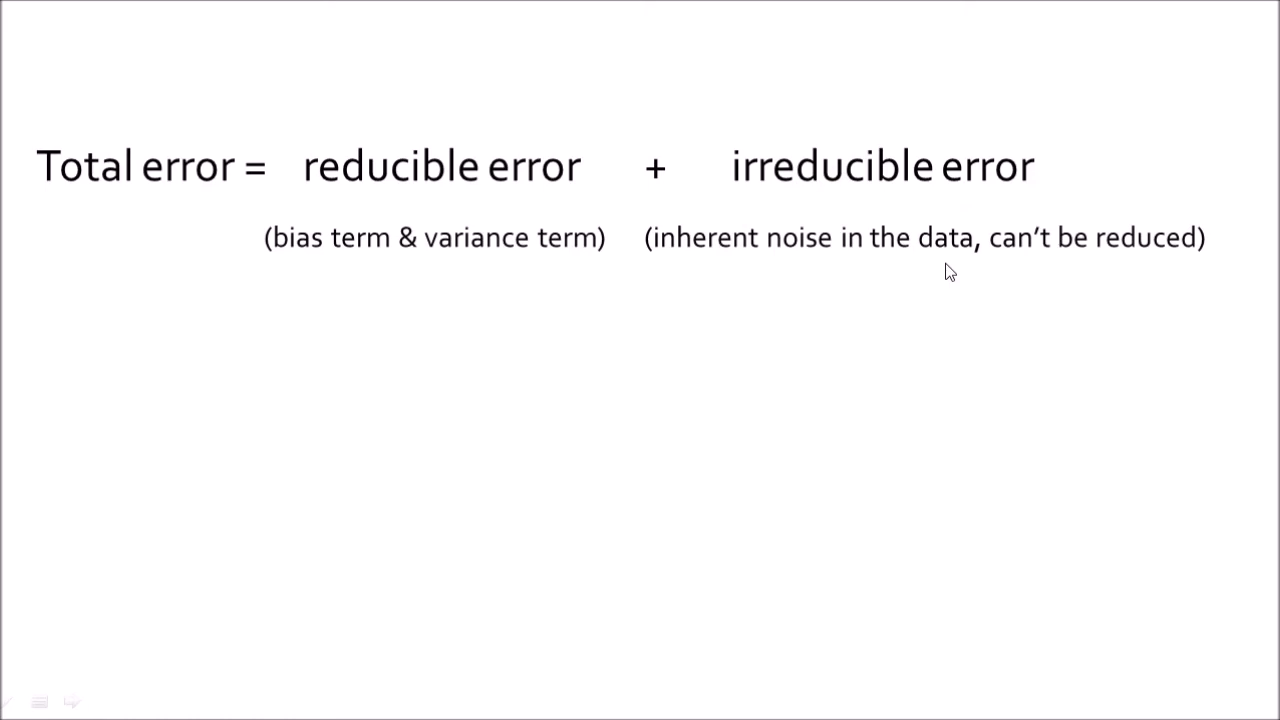 Total error = reducible error + irreducible error
(bias term & variance term) (inherent noise in the data, can’t be reduced)